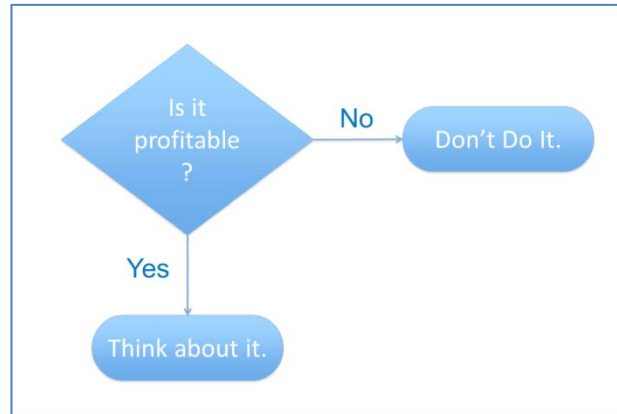 Is it
profitable
?
No
Don't Do It.
Yes
Think about it.